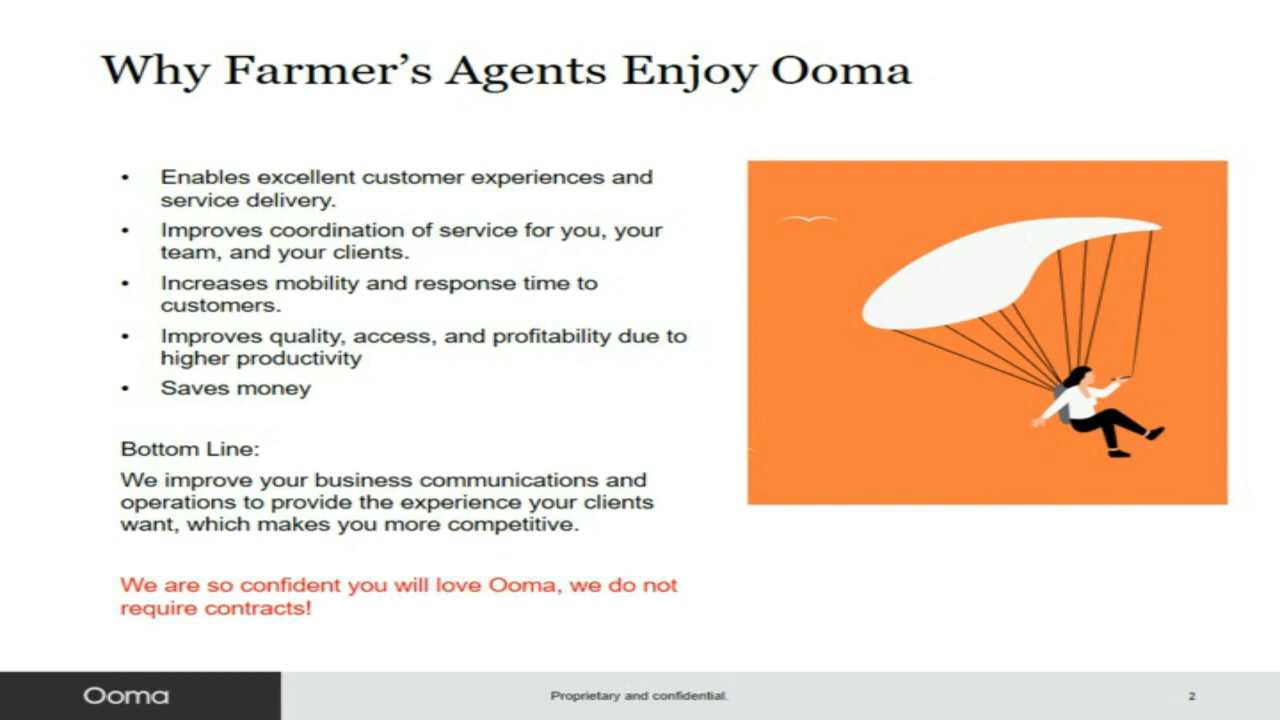 Why Farmer’s Agents Enjoy Ooma
• Enables excellent customer experiences and
service delivery.
• Improves coordination of service for you, your
team, and your clients.
• Increases mobility and response time to
customers.
• Improves quality, access, and profitability due to
higher productivity
• Saves money
Bottom Line:
We improve your business communications and
operations to provide the experience your clients
want, which makes you more competitive.
We are so confident you will love Ooma, we do not
require contracts!
Ooma
Proprietary and confidential.
2